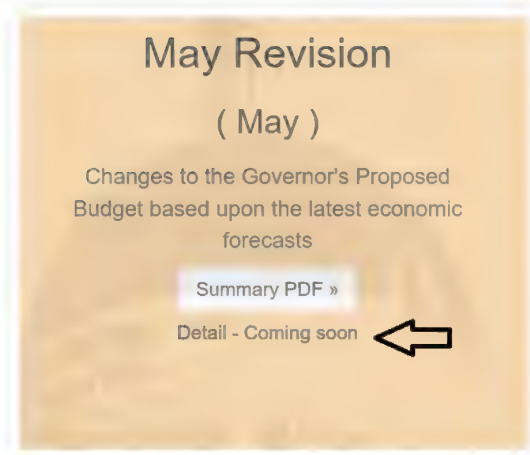 May Revision
( May )
Changes to the Governor's Proposed
Budget based upon the latest economic
forecasts
Summary PDF »
Detail - Coming soon